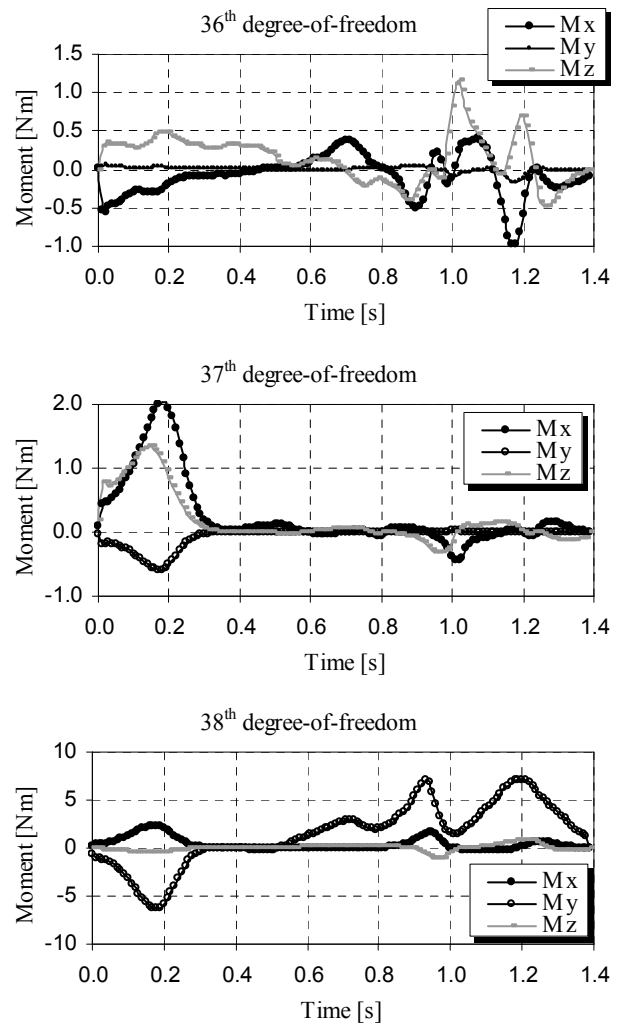 36th degree-of-freedom
Mx
My
Mz
1.5
1.0
0.5
0.0
-0.5
-1.0
Moment [Nm]
0.0 0.2 0.4 0.6 0.8 1.0 1.2 1.4
Time [s]
37th degree-of-freedom
Mx
My
Mz
2.0
1.0
0.0
-1.0
Moment [Nm]
0.0 0.2 0.4 0.6 0.8 1.0 1.2 1.4
Time [s]
38th degree-of-freedom
10
5
0
-5
-10
Moment [Nm]
Mx
My
Mz
0.0 0.2 0.4 0.6 0.8 1.0 1.2 1.4
Time [s]